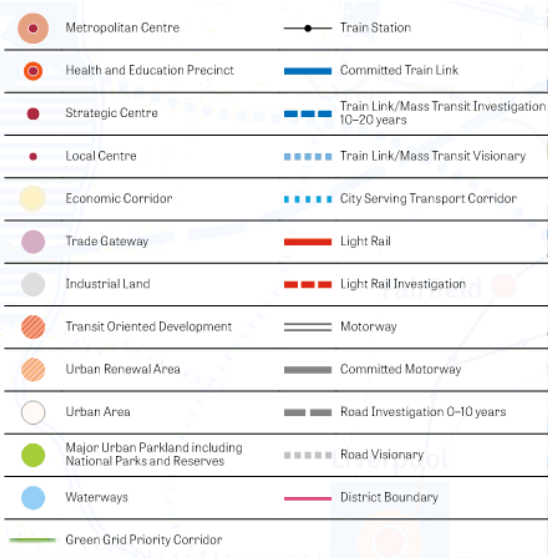 Metropolitan Centre
Health and Education Precinct
Strategic Centre
Local Centre
Economic Corridor
Trade Gateway
Industrial Land
Transit Oriented Development
Urban Renewal Area
Urban Area
Major Urban Parkland including
National Parks and Reserves
Waterways
Green Grid Priority Corridor
Train Station
Committed Train Link
Train Link/Mass Transit Investigation
10–20 years
Train Link/Mass Transit Visionary
City Serving Transport Corridor
Light Rail
Light Rail Investigation
Motorway
Committed Motorway
Road Investigation 0–10 years
Road Visionary
District Boundary
Fairfield
Liverpool